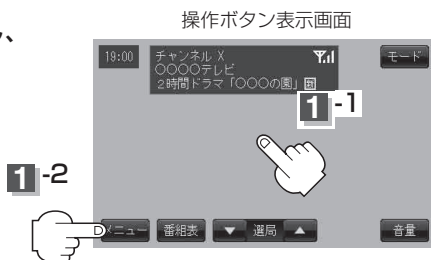 操作ボタン表示画面
19:00
チャンネル X
○○○○テレビ
2時間ドラマ「○○○の園」字
モード
1-1
1-2
メニュー
番組表
▼ 選局 ▲
音量